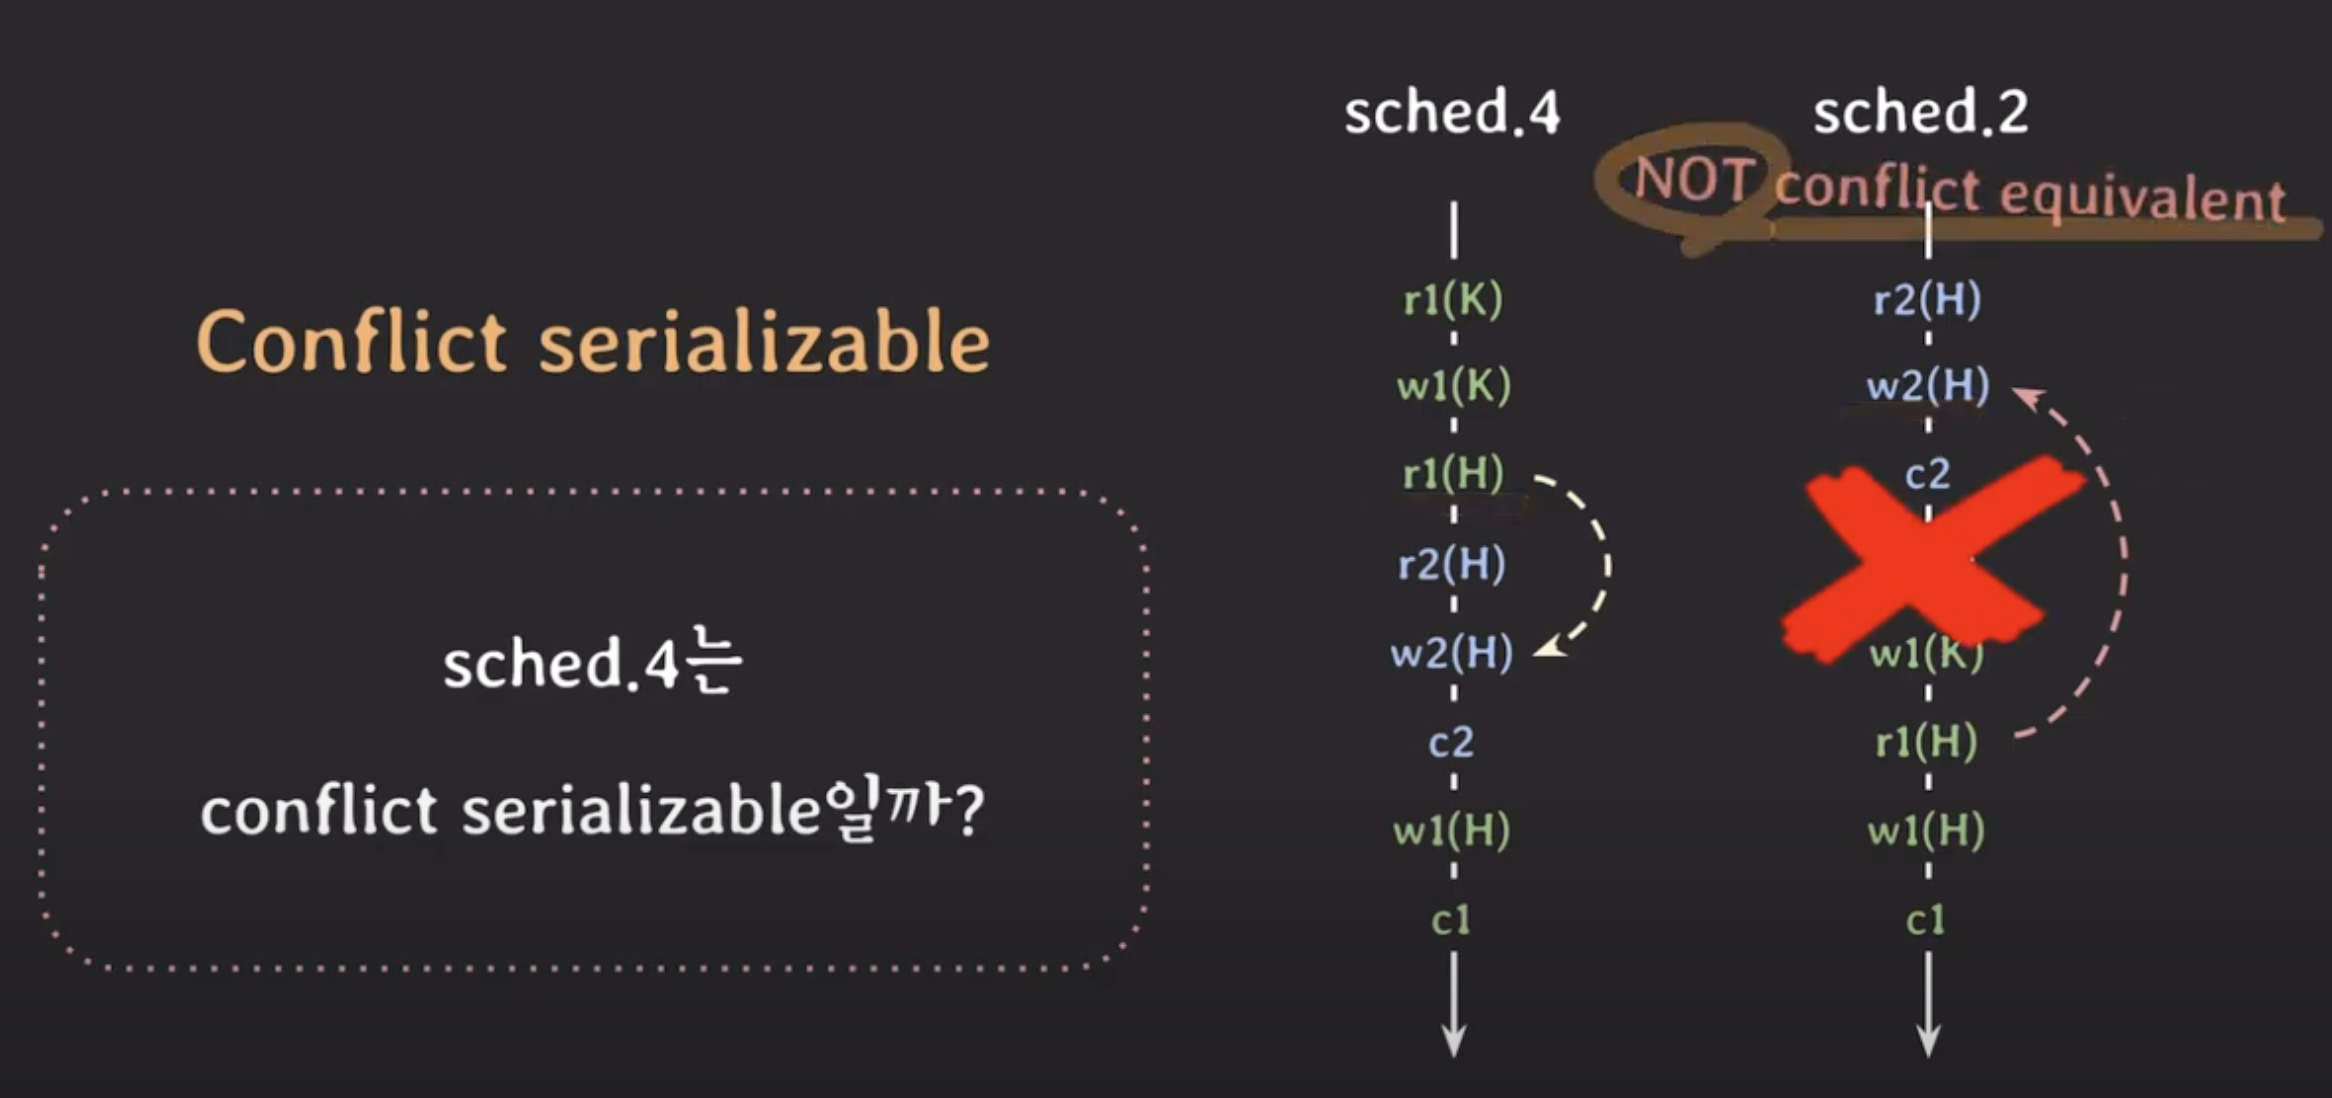 Conflict serializable
sched.4는
conflict serializable일까?
sched.4
r1(K)
w1(K)
r1(H)
r2(H)
w2(H)
c2
w1(H)
c1
sched.2
NOT conflict equivalent
r2(H)
w2(H)
c2
w1(K)
r1(H)
w1(H)
c1